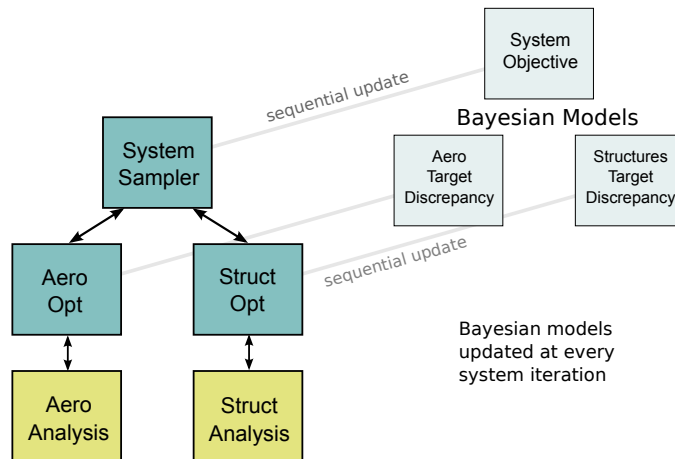 System
Objective
sequential update
Bayesian Models
System
Sampler
Aero
Target
Discrepancy
Structures
Target
Discrepancy
Aero
Opt
Struct
Opt
sequential update
Bayesian models
updated at every
system iteration
Aero
Analysis
Struct
Analysis